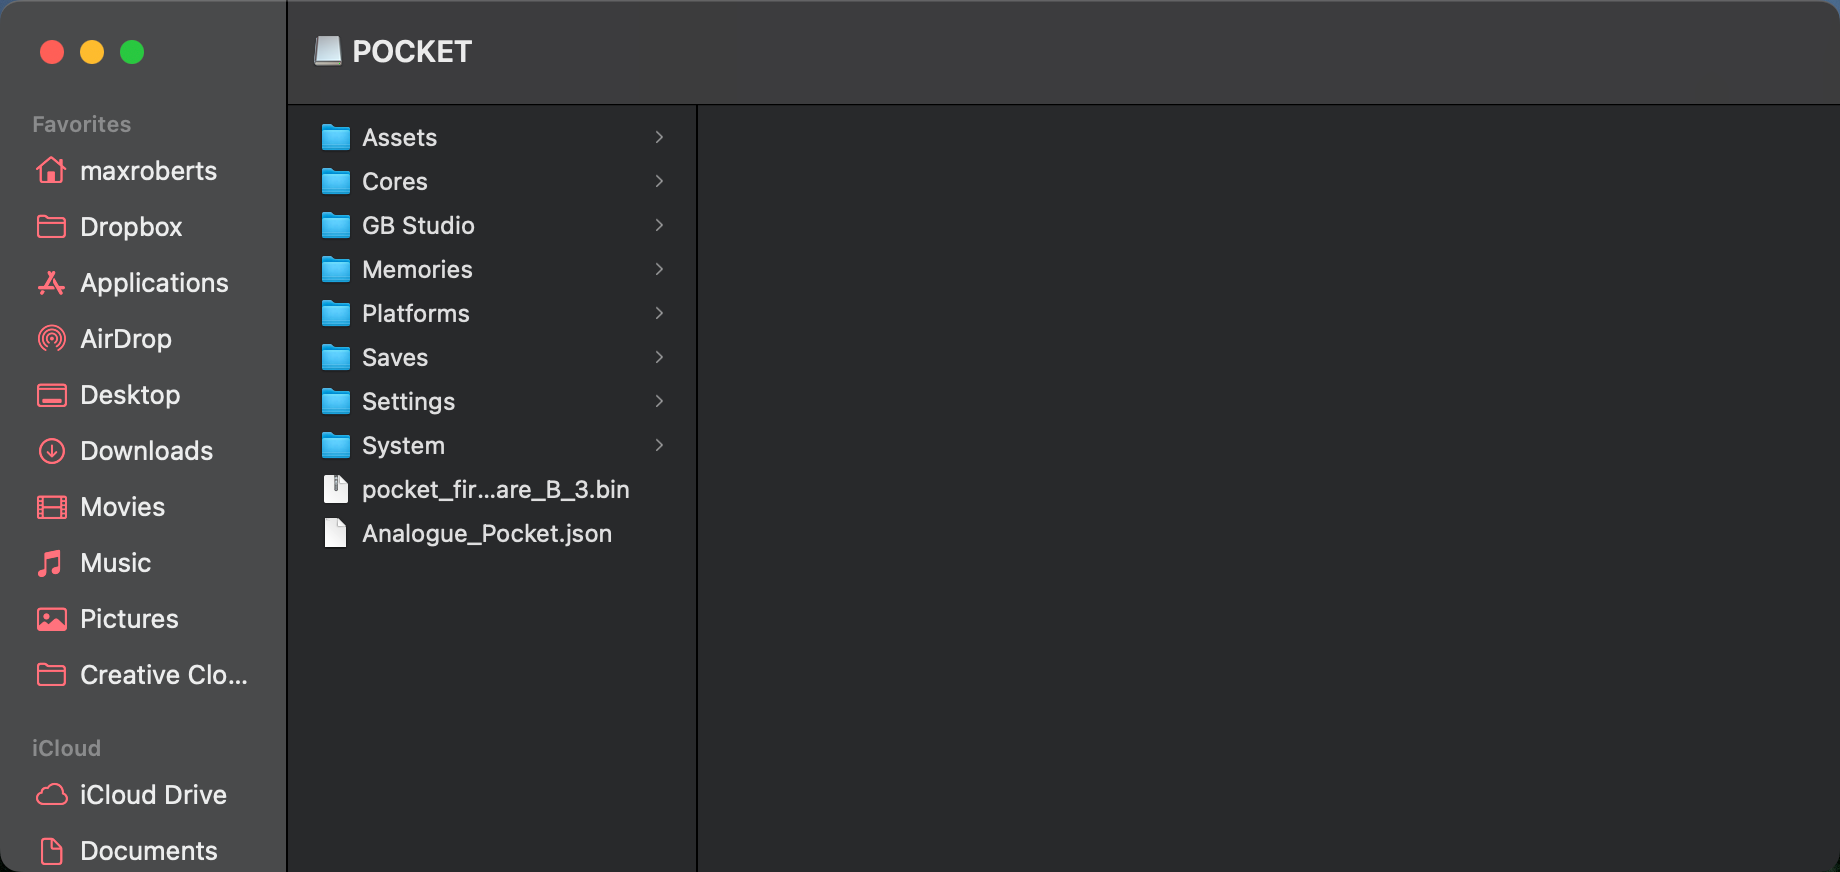 POCKET
Favorites
maxroberts
Dropbox
Applications
AirDrop
Desktop
Downloads
Movies
Music
Pictures
Creative Clo...
iCloud
iCloud Drive
Documents
Assets
Cores
GB Studio
Memories
Platforms
Saves
Settings
System
pocket_fir...are_B_3.bin
Analogue_Pocket.json